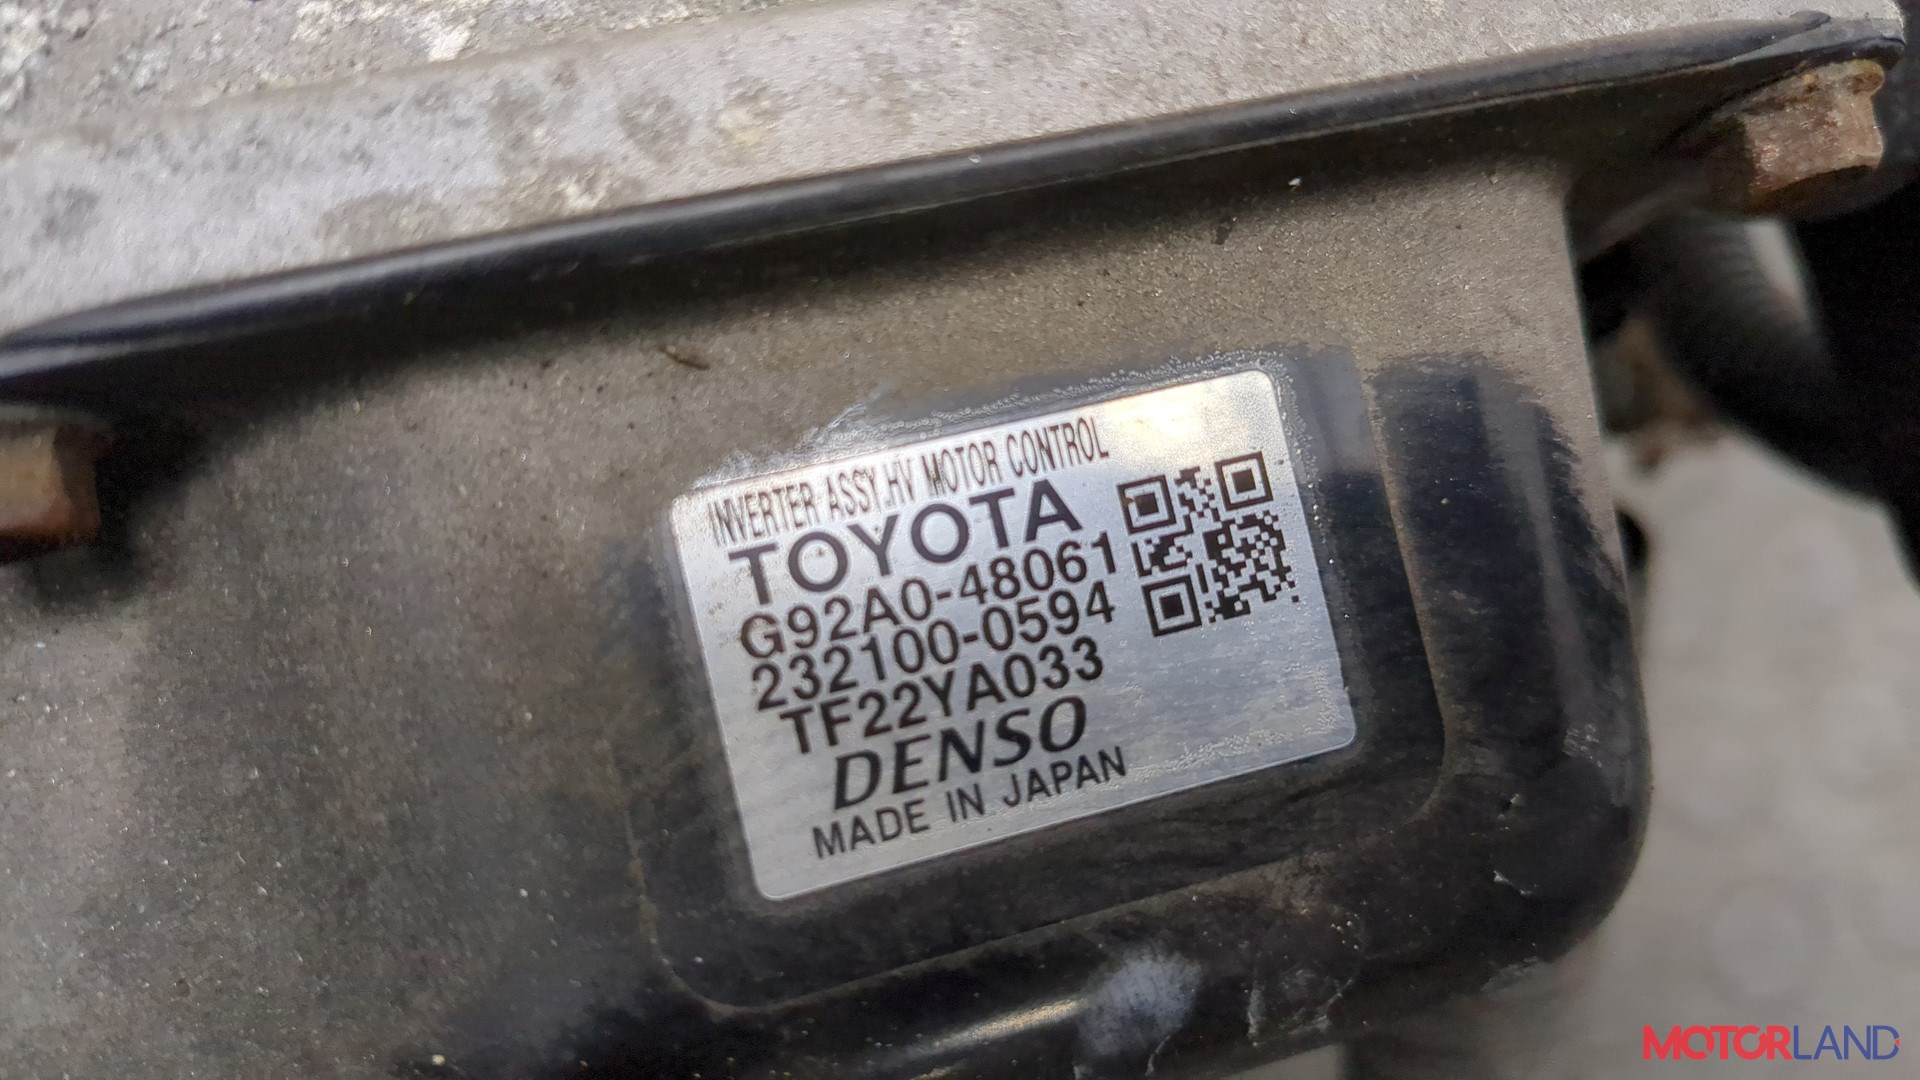 INVERTER ASSY.HV MOTOR CONTROL
TOYOTA
G92A0-48061
232100-0594
TF22YA033
DENSO
MADE IN JAPAN
MOTORLAND